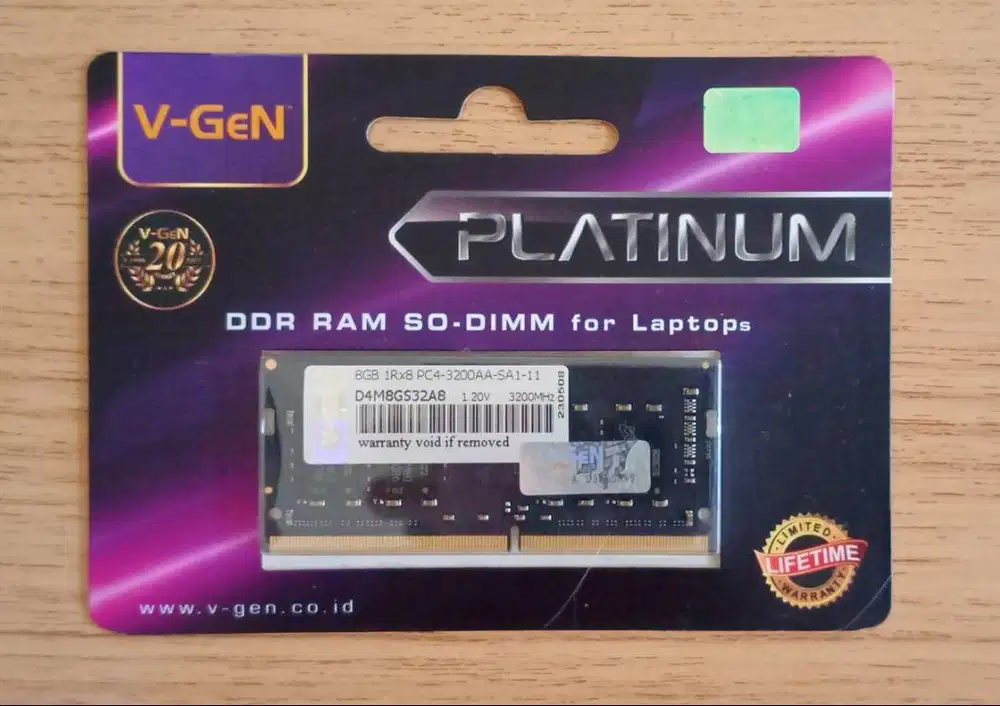 V-GeN™
V-GeN
20
PLATINUM
DDR RAM SO-DIMM for Laptops
8GB 1Rx8 PC4-3200AA-SA1-11
D4M8GS32A8 1.20V 3200MHz
230508
warranty void if removed
GEN
LIMITED
LIFETIME
WARRANTY
www.v-gen.co.id